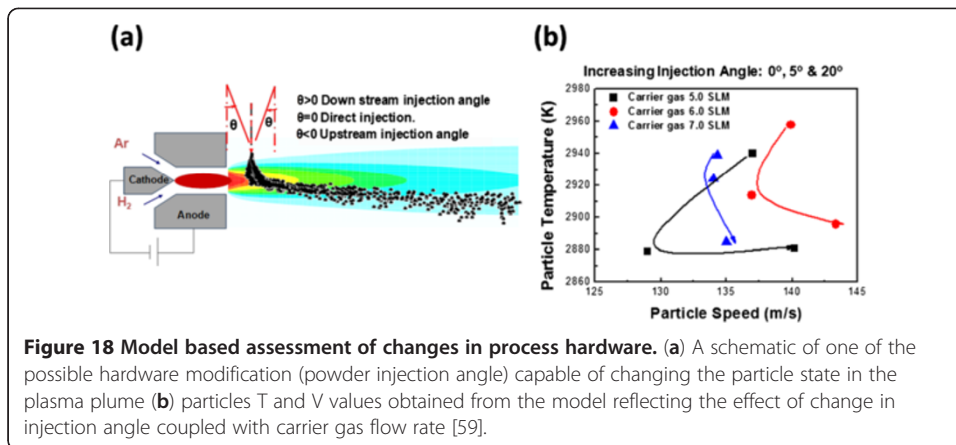 (a)
θ>0 Down stream injection angle
θ=0 Direct injection.
θ<0 Upstream injection angle
θ
θ
Ar
Cathode
H2
Anode
(b)
Increasing Injection Angle: 0°, 5° & 20°
Carrier gas 5.0 SLM
Carrier gas 6.0 SLM
Carrier gas 7.0 SLM
Particle Temperature (K)
2980
2960
2940
2920
2900
2880
2860
125
130
135
140
145
Particle Speed (m/s)
Figure 18 Model based assessment of changes in process hardware. (a) A schematic of one of the
possible hardware modification (powder injection angle) capable of changing the particle state in the
plasma plume (b) particles T and V values obtained from the model reflecting the effect of change in
injection angle coupled with carrier gas flow rate [59].